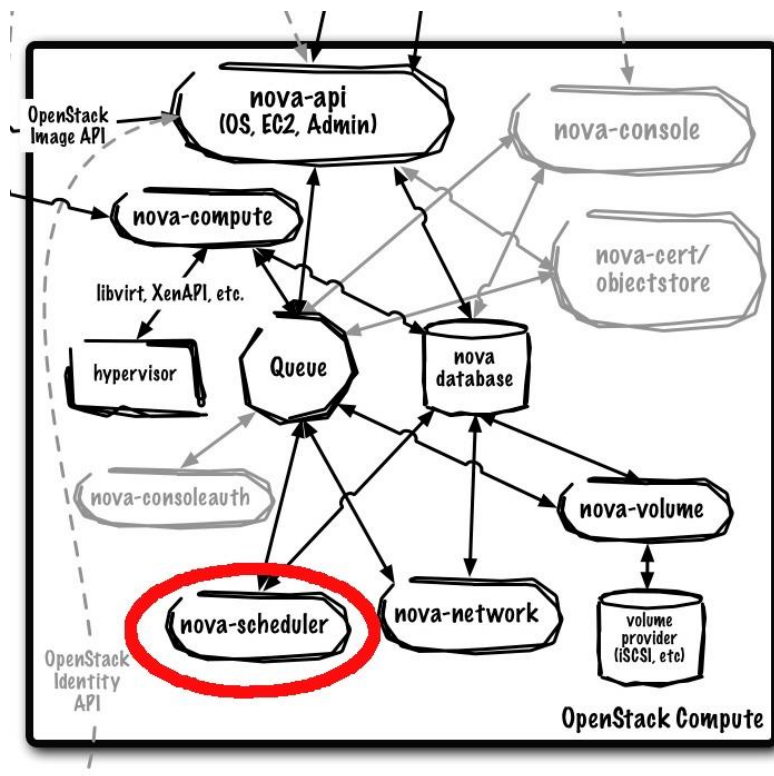 OpenStack
Image API
nova-api
(OS, EC2, Admin)
nova-console
nova-compute
nova-cert/
objectstore
libvirt, XenAPI, etc.
hypervisor
Queue
nova
database
nova-consoleauth
nova-volume
nova-scheduler
nova-network
volume
provider
(iSCSI, etc)
OpenStack
Identity
API
OpenStack Compute